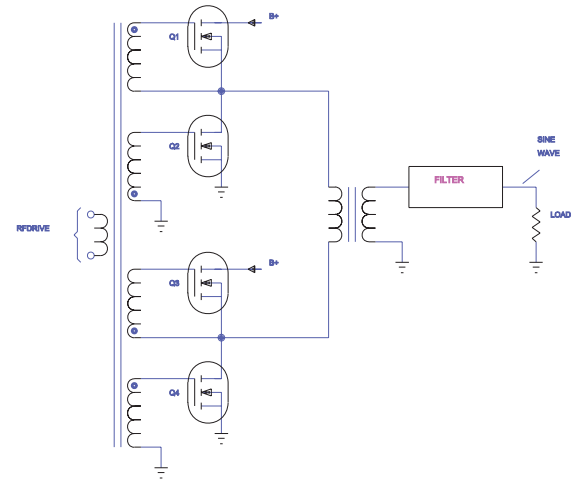 B+
Q1
Q2
SINE
WAVE
FILTER
LOAD
RFDRIVE
B+
Q3
Q4